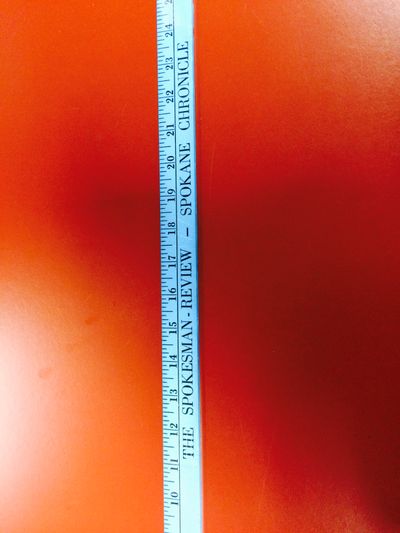 10 11 12 13 14 15 16 17 18 19 20 21 22 23 24
THE SPOKESMAN-REVIEW – SPOKANE CHRONICLE